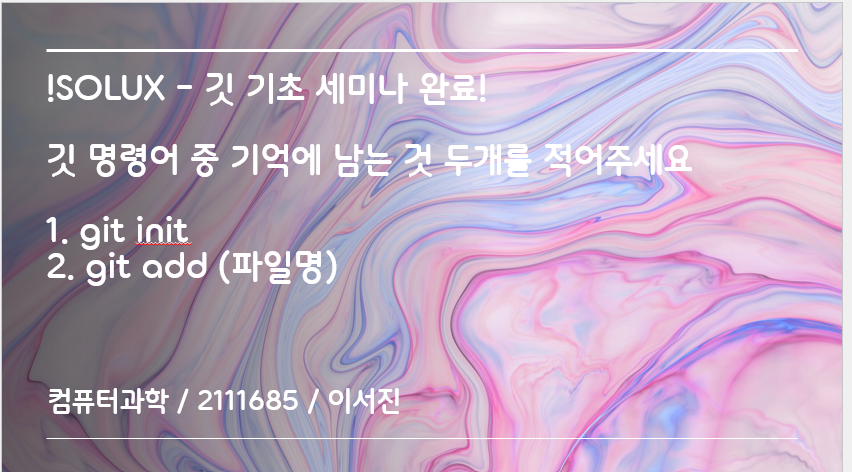 !SOLUX - 깃 기초 세미나 완료!
깃 명령어 중 기억에 남는 것 두개를 적어주세요
1. git init
2. git add (파일명)
컴퓨터과학 / 2111685 / 이서진